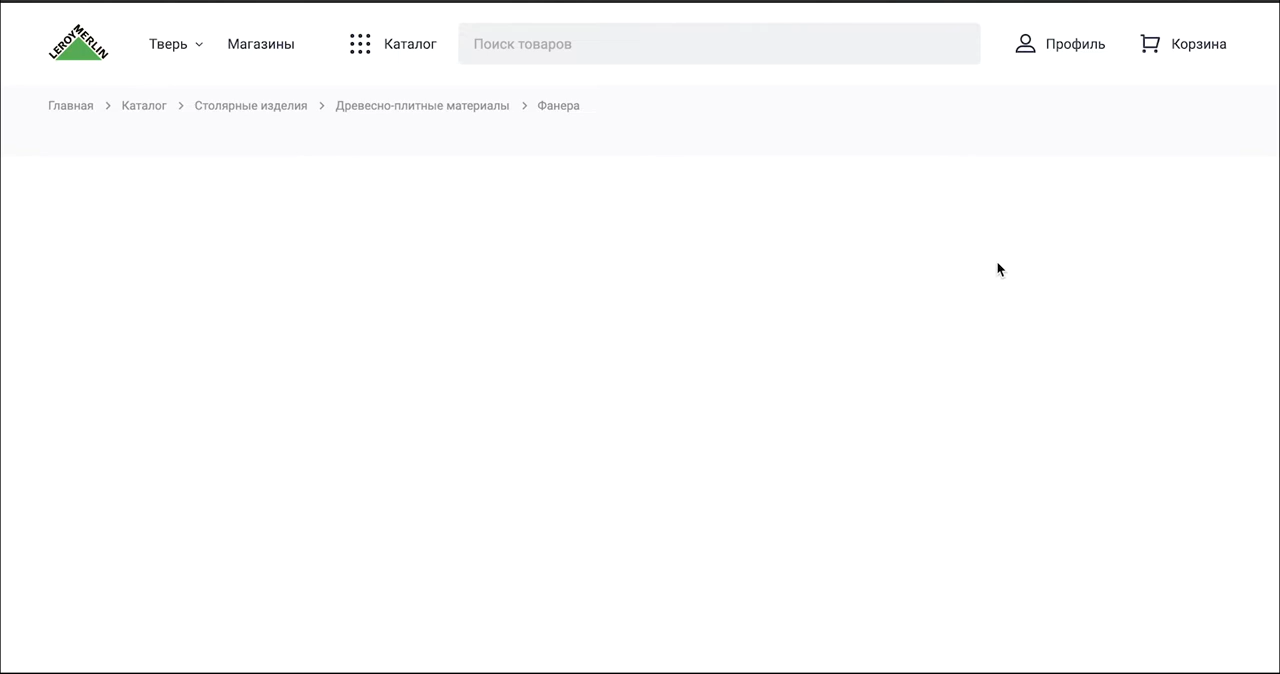 LEROY MERLIN
Тверь Магазины Каталог Поиск товаров Профиль Корзина
Главная Каталог Столярные изделия Древесно-плитные материалы Фанера